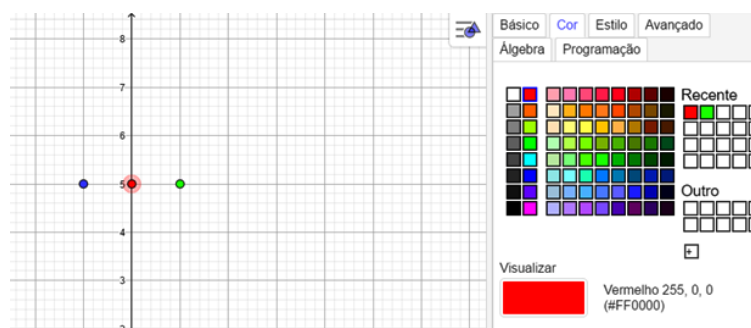 8
7
6
5
4
3
2
Básico Cor Estilo Avançado
Álgebra Programação
Recente
Outro
+
Visualizar
Vermelho 255, 0, 0
(#FF0000)